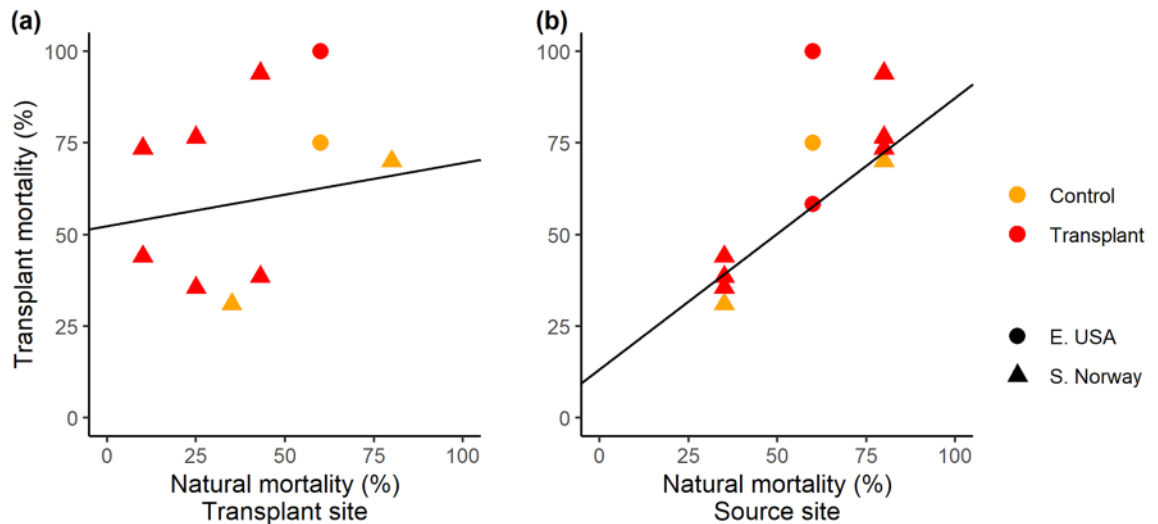 (a)
(b)
Transplant mortality (%)
100
75
50
25
0
0 25 50 75 100
Natural mortality (%)
Transplant site
100
75
50
25
0
0 25 50 75 100
Natural mortality (%)
Source site
Control
Transplant
E. USA
S. Norway